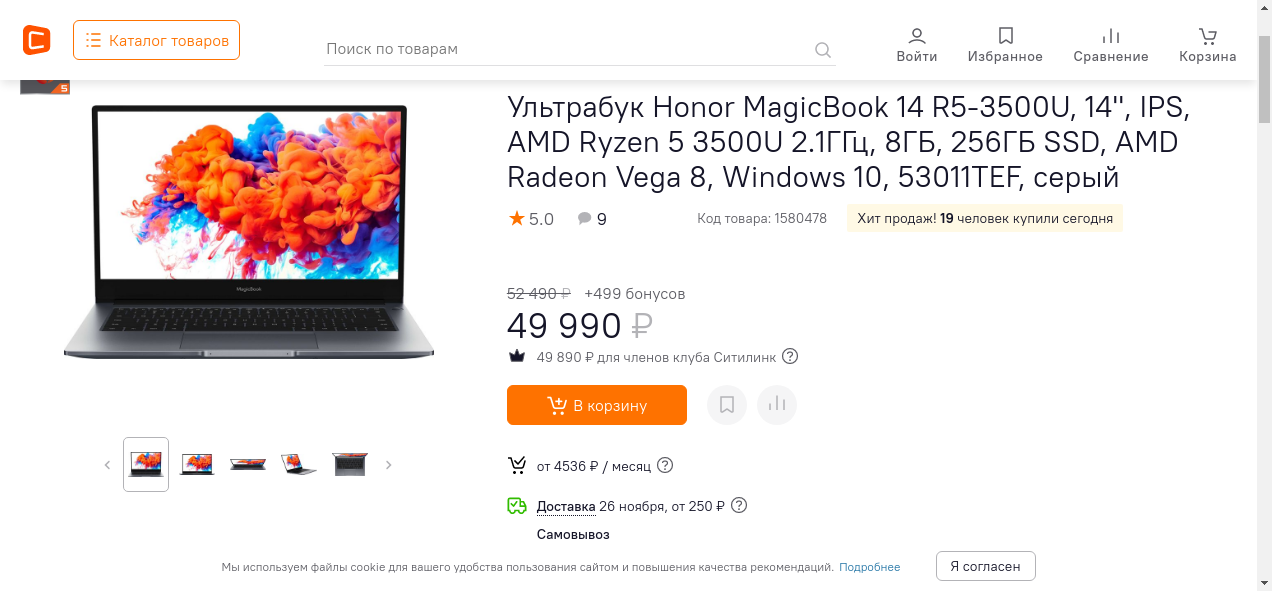 Каталог товаров
Поиск по товарам
Войти
Избранное
Сравнение
Корзина
5
Ультрабук Honor MagicBook 14 R5-3500U, 14", IPS,
AMD Ryzen 5 3500U 2.1ГГц, 8ГБ, 256ГБ SSD, AMD
Radeon Vega 8, Windows 10, 53011TEF, серый
5.0 9 Код товара: 1580478 Хит продаж! 19 человек купили сегодня
MagicBook
52 490 ₽ +499 бонусов
49 990 ₽
49 890 ₽ для членов клуба Ситилинк ?
В корзину
от 4536 ₽ / месяц ?
Доставка 26 ноября, от 250 ₽ ?
Самовывоз
Мы используем файлы cookie для вашего удобства пользования сайтом и повышения качества рекомендаций. Подробнее
Я согласен